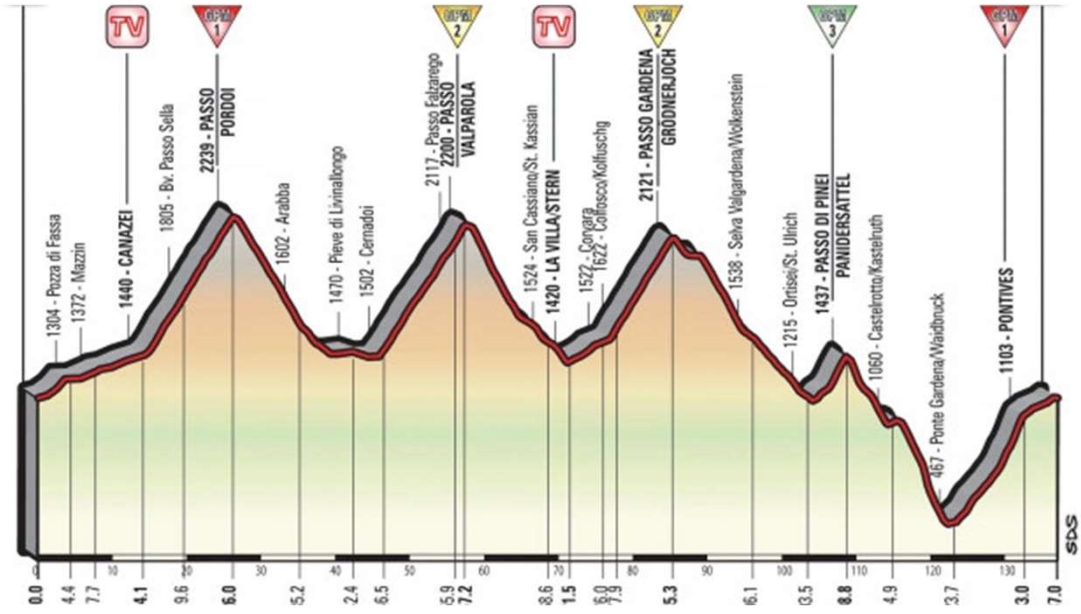 TV
GPM
1
GPM
2
TV
GPM
2
GPM
3
GPM
1
1304 - Pozza di Fassa
1372 - Mazzin
1440 - CANAZEI
1805 - Bv. Passo Sella
2239 - PASSO
PORDOI
1602 - Arabba
1470 - Pieve di Livinallongo
1502 - Cernadoi
2117 - Passo Falzarego
2200 - PASSO
VALPAROLA
1524 - San Cassiano/St. Kassian
1420 - LA VILLA/STERN
1522 - Corvara
1622 - Colfosco/Kolfuschg
2121 - PASSO GARDENA
GRÖDNERJOCH
1538 - Selva Valgardena/Wolkenstein
1215 - Ortisei/St. Ulrich
1437 - PASSO DI PINEI
PANIDERSATTEL
1060 - Castelrotto/Kastelruth
467 - Ponte Gardena/Waidbruck
1103 - PONTIVES
SDS
0 10 20 30 40 50 60 70 80 90 100 110 120 130
0.0 4.4 7.7 4.1 9.6 6.0 5.2 2.4 6.5 5.9 7.2 8.6 1.5 6.0 7.9 5.3 6.1 3.5 8.8 4.9 3.7 3.0 7.0